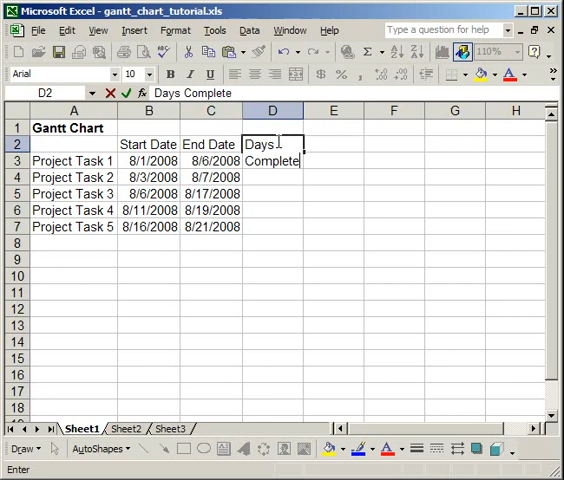 Microsoft Excel - gantt_chart_tutorial.xls
File Edit View Insert Format Tools Data Window Help Type a question for help
110%
Arial 10 B I U $ %
D2 fx Days Complete
A B C D E F G H
1 Gantt Chart
2 Start Date End Date Days Complete
3 Project Task 1 8/1/2008 8/6/2008
4 Project Task 2 8/3/2008 8/7/2008
5 Project Task 3 8/6/2008 8/17/2008
6 Project Task 4 8/11/2008 8/19/2008
7 Project Task 5 8/16/2008 8/21/2008
8
9
10
11
12
13
14
15
16
17
18
Sheet1 Sheet2 Sheet3
Draw AutoShapes A A
Enter